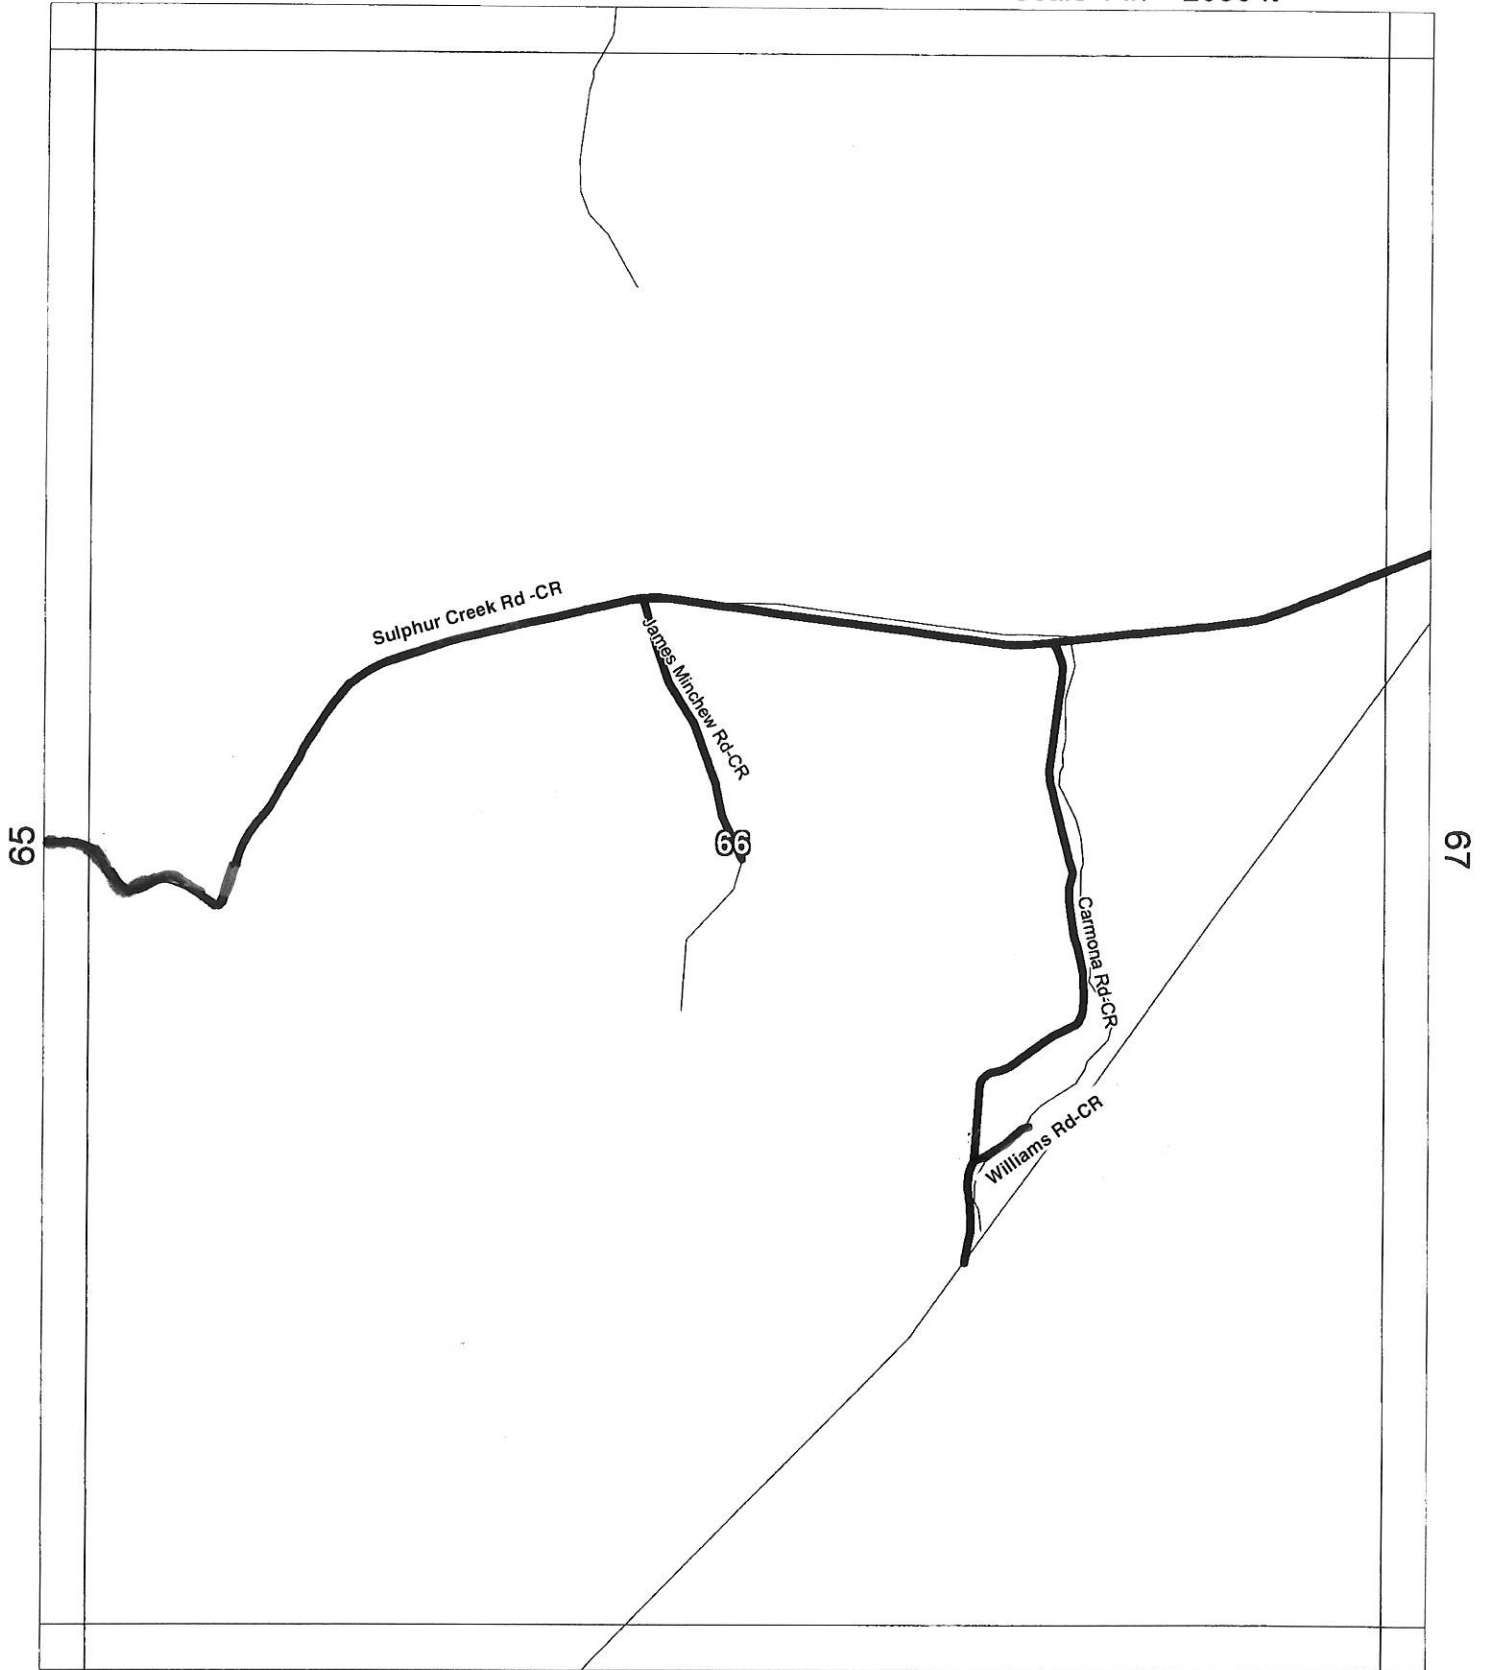 Sulphur Creek Rd -CR
James Minchew Rd-CR
65
66
67
Carmona Rd-CR
Williams Rd-CR